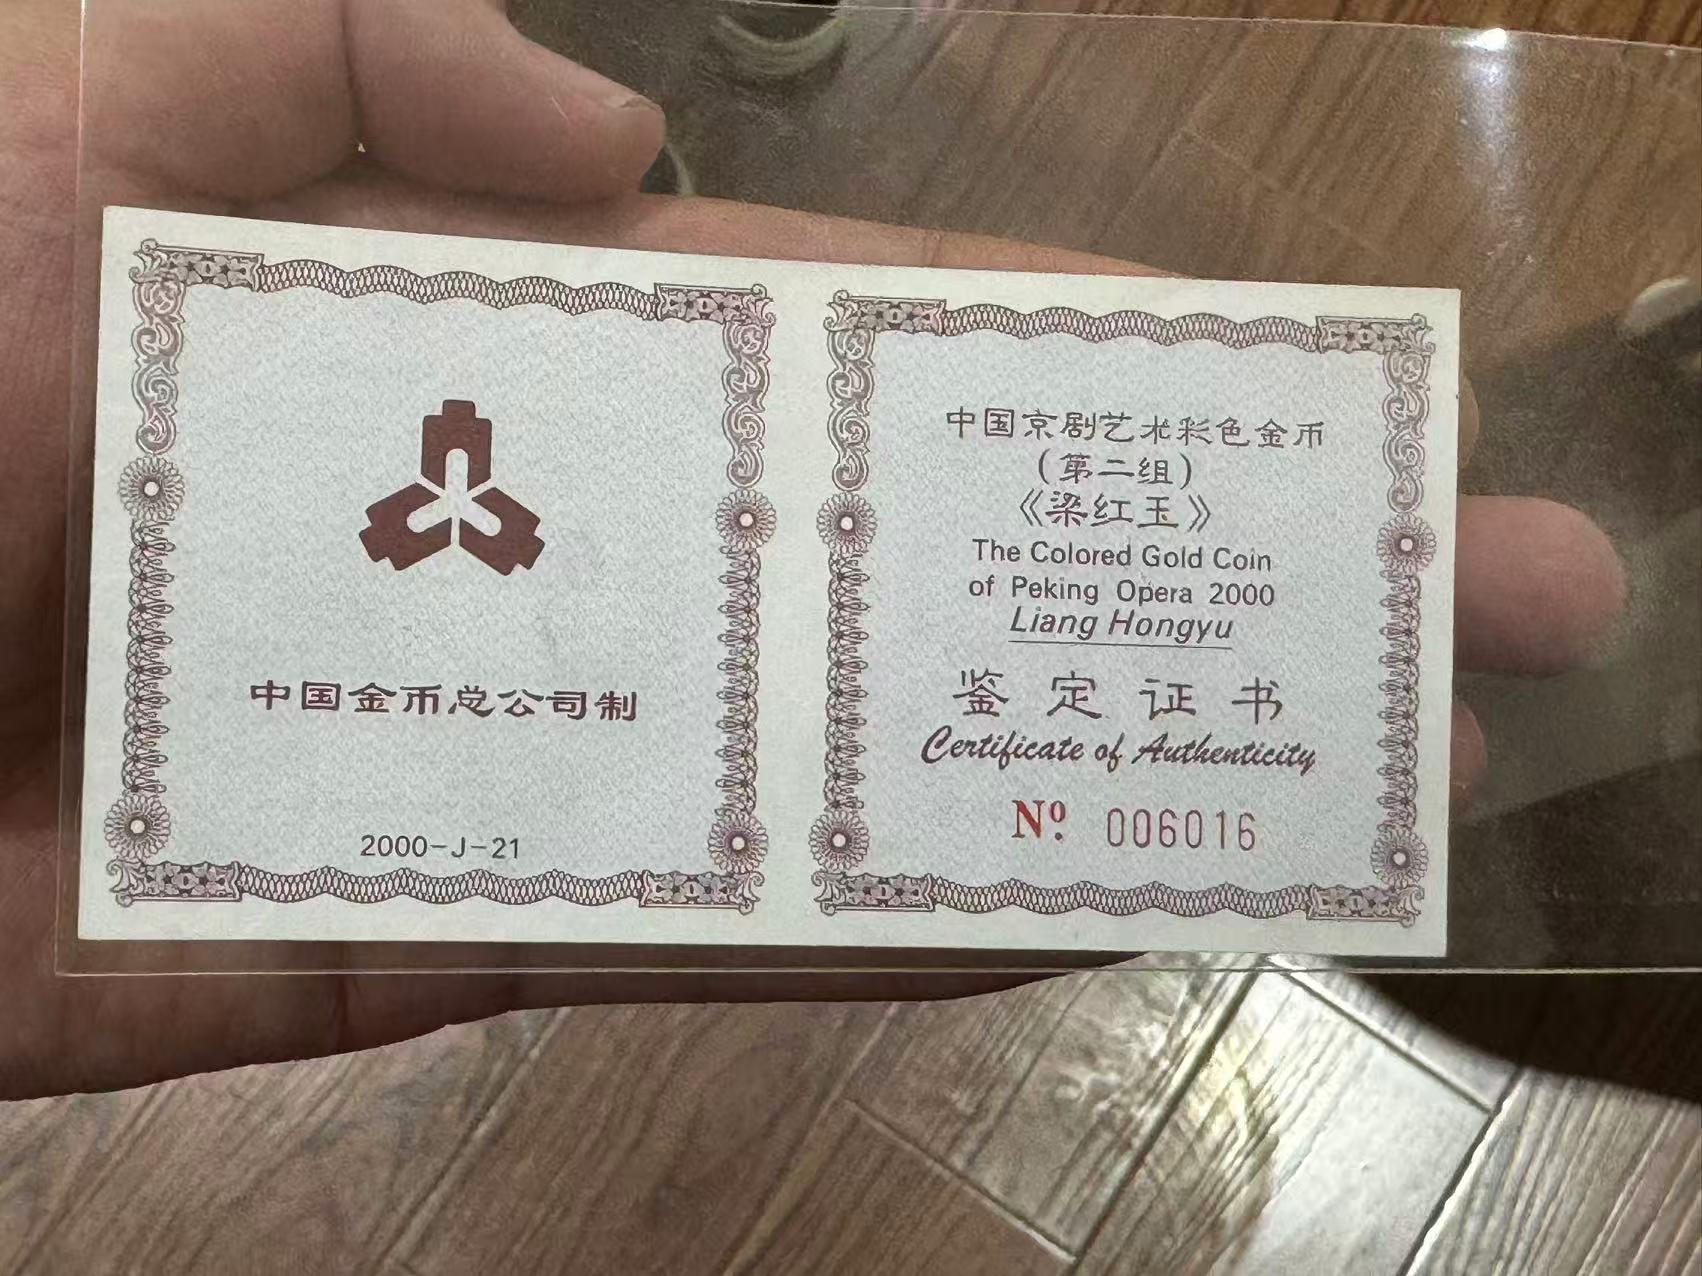 中国金币总公司制
2000-J-21
中国京剧艺术彩色金币
(第二组)
《梁红玉》
The Colored Gold Coin
of Peking Opera 2000
Liang Hongyu
鉴定证书
Certificate of Authenticity
Nº. 006016